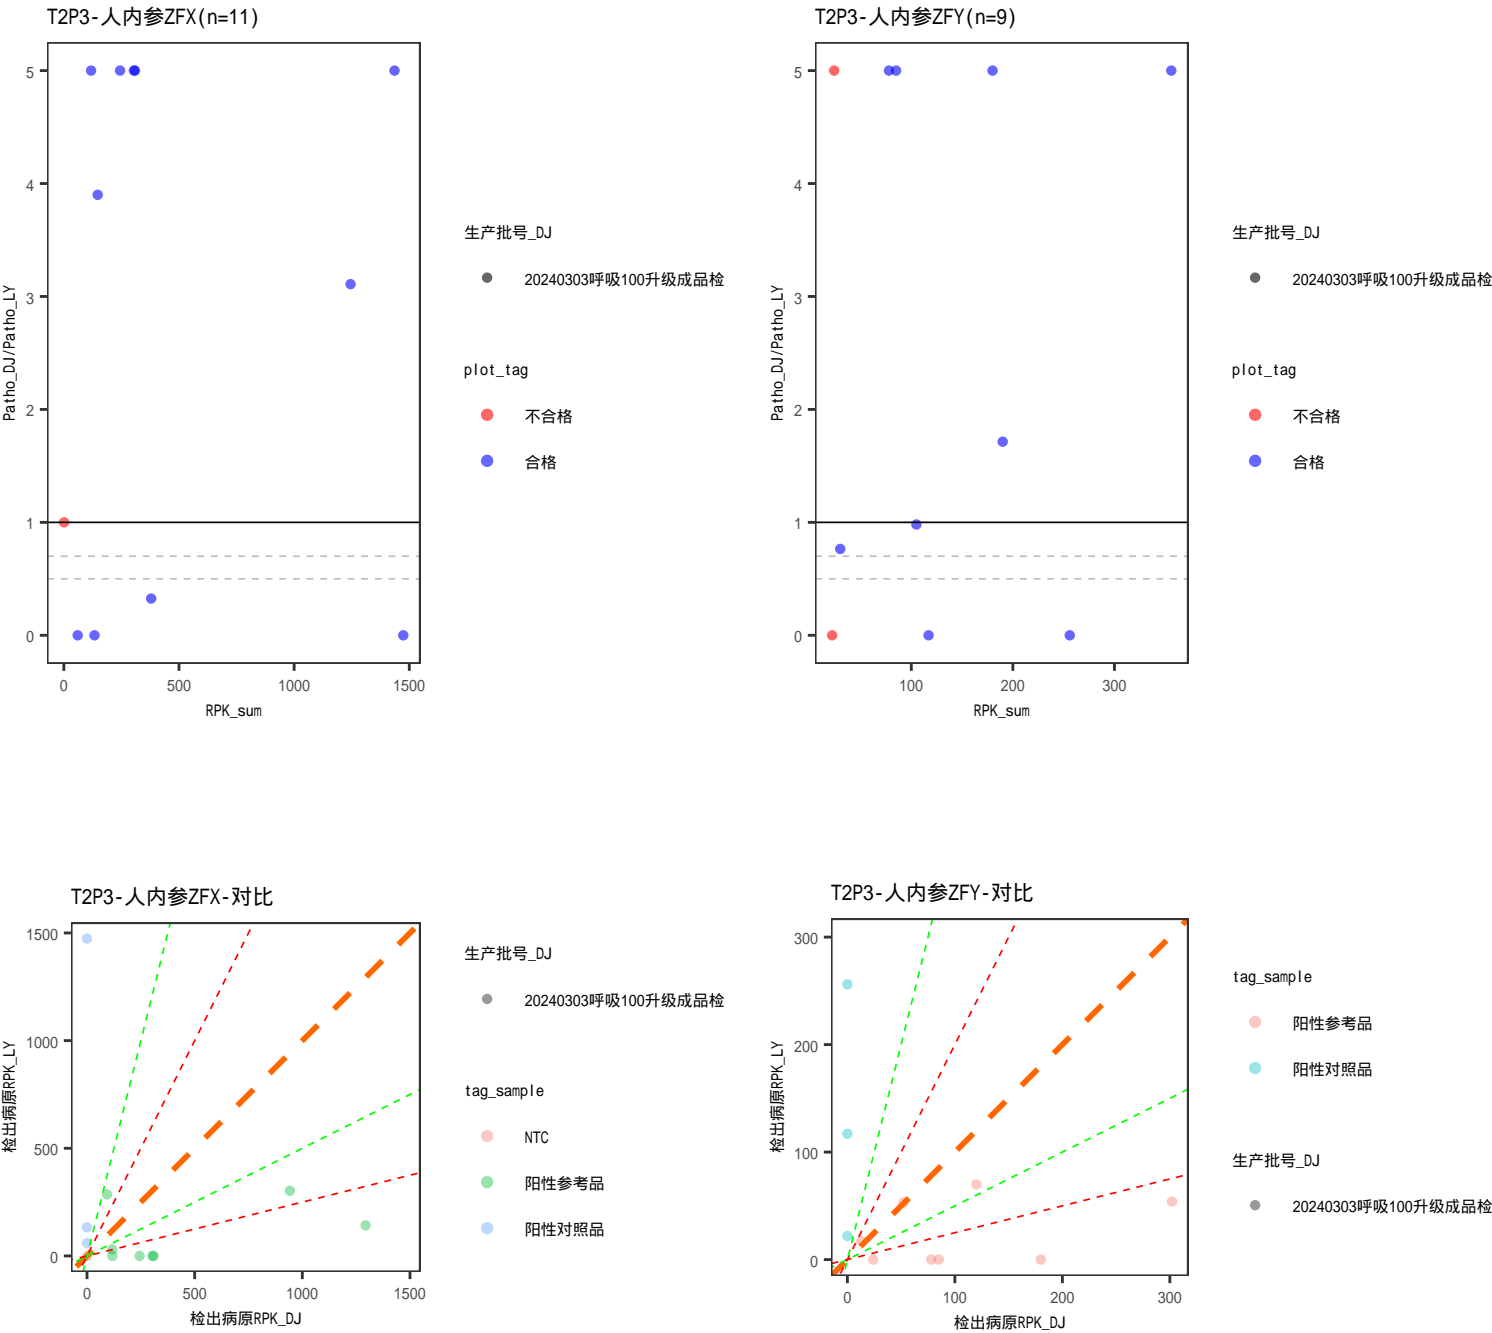 T2P3-人内参ZFX(n=11)
5
4
3
2
1
0
Patho_DJ/Patho_LY
0 500 1000 1500
RPK_sum
生产批号_DJ
20240303呼吸100升级成品检
plot_tag
不合格
合格
T2P3-人内参ZFY(n=9)
5
4
3
2
1
0
Patho_DJ/Patho_LY
100 200 300
RPK_sum
生产批号_DJ
20240303呼吸100升级成品检
plot_tag
不合格
合格
T2P3-人内参ZFX-对比
1500
1000
500
0
检出病原RPK_LY
0 500 1000 1500
检出病原RPK_DJ
生产批号_DJ
20240303呼吸100升级成品检
tag_sample
NTC
阳性参考品
阳性对照品
T2P3-人内参ZFY-对比
300
200
100
0
检出病原RPK_LY
0 100 200 300
检出病原RPK_DJ
tag_sample
阳性参考品
阳性对照品
生产批号_DJ
20240303呼吸100升级成品检